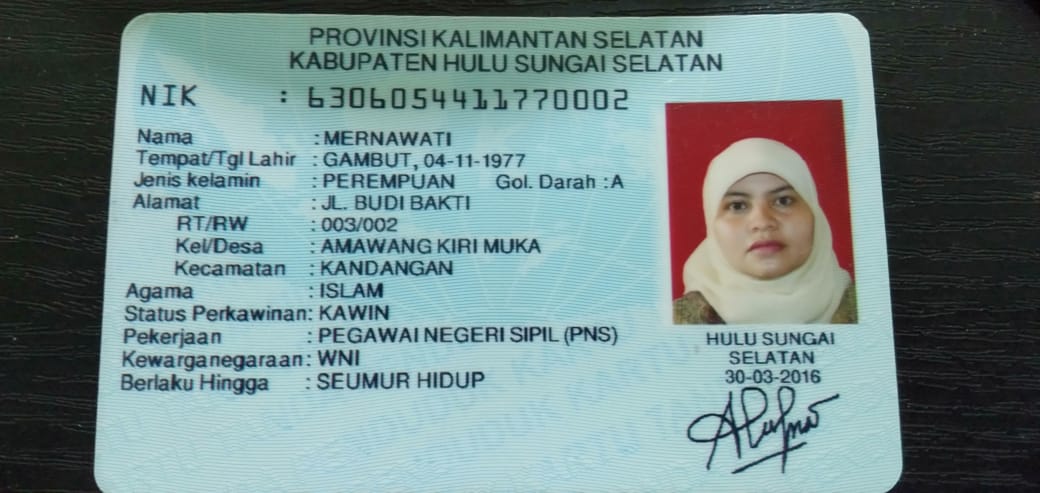 PROVINSI KALIMANTAN SELATAN
KABUPATEN HULU SUNGAI SELATAN
NIK : 6306054411770002
Nama : MERNAWATI
Tempat/Tgl Lahir : GAMBUT, 04-11-1977
Jenis kelamin : PEREMPUAN Gol. Darah :A
Alamat : JL. BUDI BAKTI
RT/RW : 003/002
Kel/Desa : AMAWANG KIRI MUKA
Kecamatan : KANDANGAN
Agama : ISLAM
Status Perkawinan: KAWIN
Pekerjaan : PEGAWAI NEGERI SIPIL (PNS)
Kewarganegaraan: WNI
Berlaku Hingga : SEUMUR HIDUP
HULU SUNGAI
SELATAN
30-03-2016